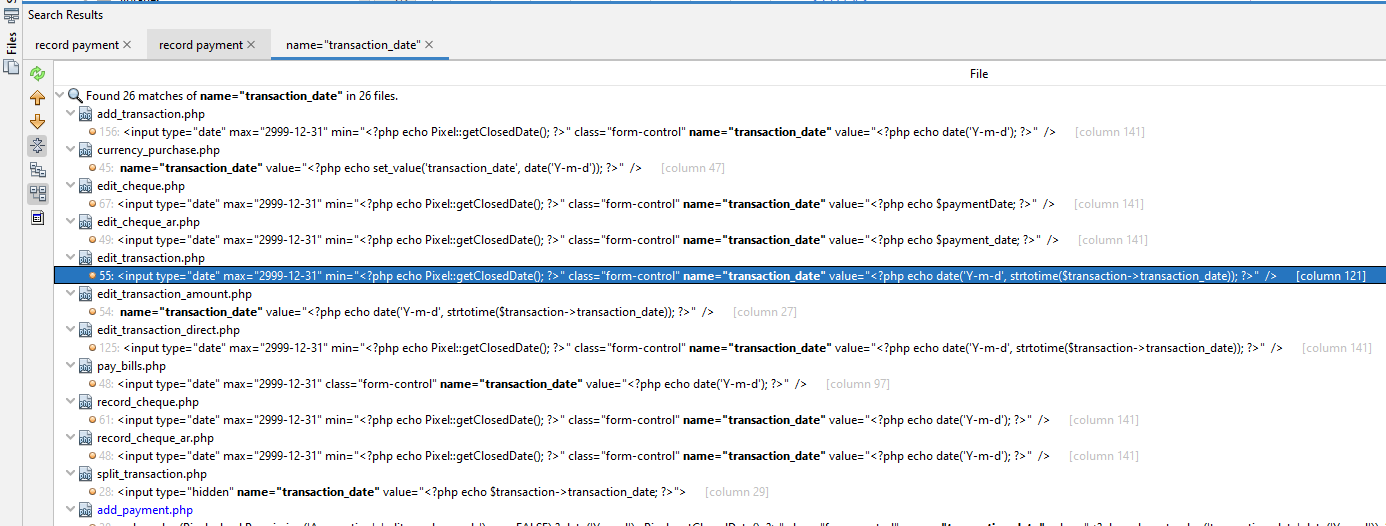 Search Results
Files
record payment ×
record payment ×
name="transaction_date" ×
File
Found 26 matches of name="transaction_date" in 26 files.
add_transaction.php
156: <input type="date" max="2999-12-31" min="<?php echo Pixel::getClosedDate(); ?>" class="form-control" name="transaction_date" value="<?php echo date('Y-m-d'); ?>" /> [column 141]
currency_purchase.php
45: name="transaction_date" value="<?php echo set_value('transaction_date', date('Y-m-d')); ?>" /> [column 47]
edit_cheque.php
67: <input type="date" max="2999-12-31" min="<?php echo Pixel::getClosedDate(); ?>" class="form-control" name="transaction_date" value="<?php echo $paymentDate; ?>" /> [column 141]
edit_cheque_ar.php
49: <input type="date" max="2999-12-31" min="<?php echo Pixel::getClosedDate(); ?>" class="form-control" name="transaction_date" value="<?php echo $payment_date; ?>" /> [column 141]
edit_transaction.php
55: <input type="date" max="2999-12-31" min="<?php echo Pixel::getClosedDate(); ?>" class="form-control" name="transaction_date" value="<?php echo date('Y-m-d', strtotime($transaction->transaction_date)); ?>" /> [column 121]
edit_transaction_amount.php
54: name="transaction_date" value="<?php echo date('Y-m-d', strtotime($transaction->transaction_date)); ?>" /> [column 27]
edit_transaction_direct.php
125: <input type="date" max="2999-12-31" min="<?php echo Pixel::getClosedDate(); ?>" class="form-control" name="transaction_date" value="<?php echo date('Y-m-d', strtotime($transaction->transaction_date)); ?>" /> [column 141]
pay_bills.php
48: <input type="date" max="2999-12-31" class="form-control" name="transaction_date" value="<?php echo date('Y-m-d'); ?>" /> [column 97]
record_cheque.php
61: <input type="date" max="2999-12-31" min="<?php echo Pixel::getClosedDate(); ?>" class="form-control" name="transaction_date" value="<?php echo date('Y-m-d'); ?>" /> [column 141]
record_cheque_ar.php
48: <input type="date" max="2999-12-31" min="<?php echo Pixel::getClosedDate(); ?>" class="form-control" name="transaction_date" value="<?php echo date('Y-m-d'); ?>" /> [column 141]
split_transaction.php
28: <input type="hidden" name="transaction_date" value="<?php echo $transaction->transaction_date; ?>"> [column 29]
add_payment.php